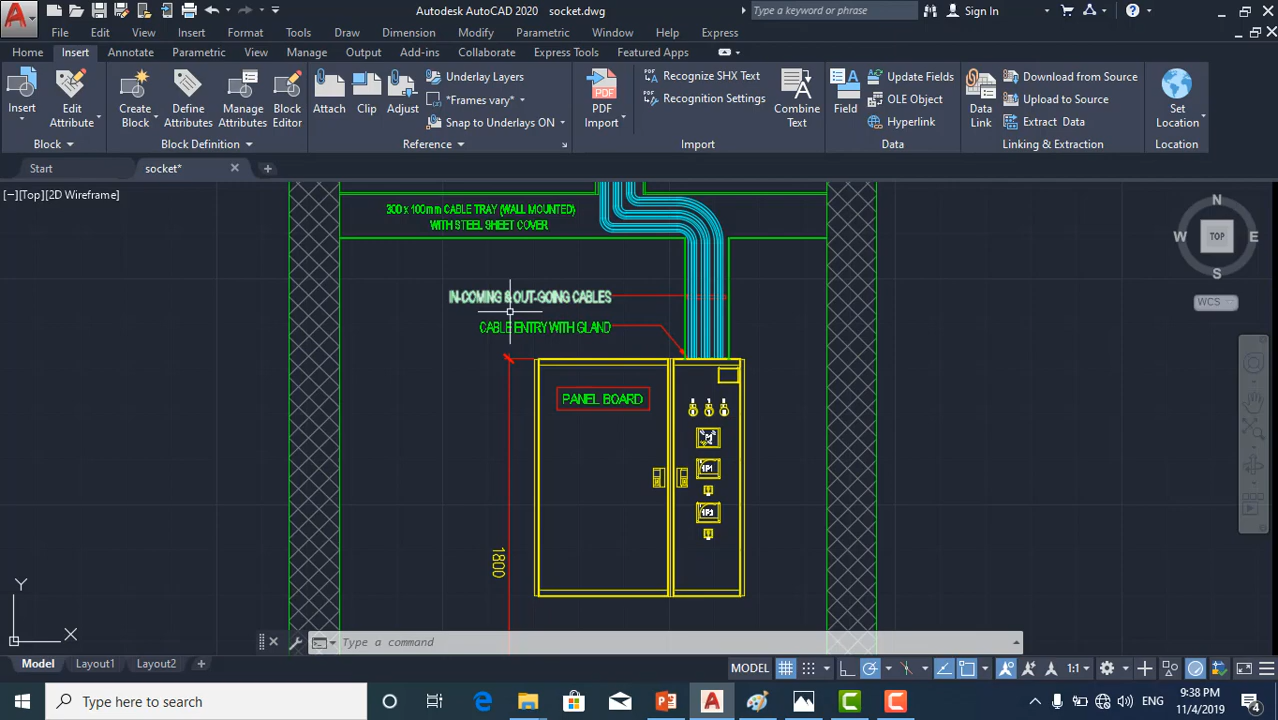 Autodesk AutoCAD 2020 socket.dwg
Type a keyword or phrase
Sign In
File Edit View Insert Format Tools Draw Dimension Modify Parametric Window Help Express
Home Insert Annotate Parametric View Manage Output Add-ins Collaborate Express Tools Featured Apps
Insert
Edit
Attribute
Create
Block
Define
Attributes
Manage
Attributes
Block
Editor
Attach
Clip
Adjust
Underlay Layers
*Frames vary*
Snap to Underlays ON
PDF
PDF
Import
Recognize SHX Text
Recognition Settings
Combine
Text
Field
Update Fields
OLE Object
Hyperlink
Data
Link
Download from Source
Upload to Source
Extract Data
Set
Location
Block
Block Definition
Reference
Import
Data
Linking & Extraction
Location
Start
socket*
[−][Top][2D Wireframe]
300 x 100mm CABLE TRAY (WALL MOUNTED)
WITH STEEL SHEET COVER
IN-COMING & OUT-GOING CABLES
CABLE ENTRY WITH GLAND
PANEL BOARD
1800
N
W TOP E
S
WCS
Y
X
Type a command
Model Layout1 Layout2
MODEL
1:1
Type here to search
ENG
9:38 PM
11/4/2019
4